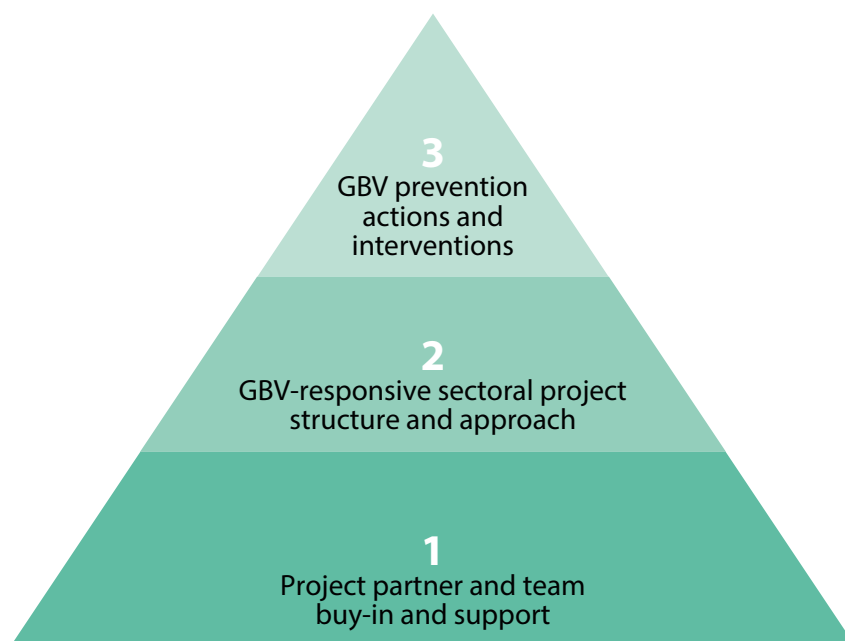 3
GBV prevention
actions and
interventions
2
GBV-responsive sectoral project
structure and approach
1
Project partner and team
buy-in and support